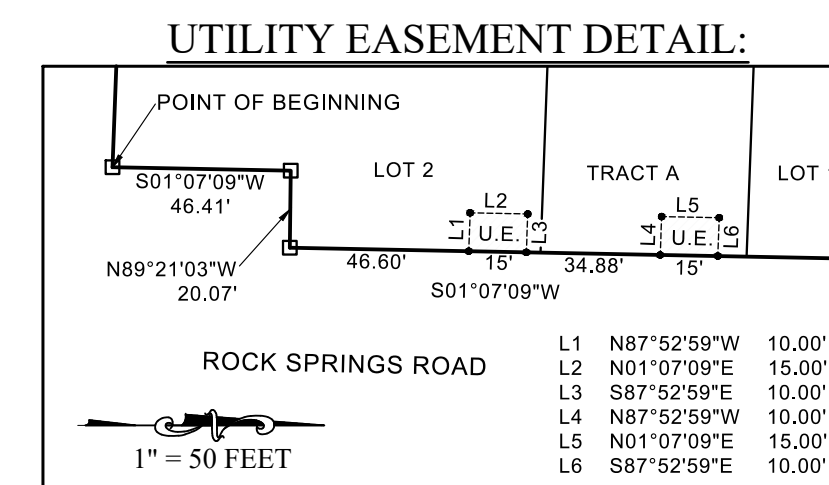 UTILITY EASEMENT DETAIL:
POINT OF BEGINNING
S01°07'09"W
46.41'
LOT 2
TRACT A
LOT
L2
L5
L1
U.E.
L3
L4
U.E.
L6
N89°21'03"W
20.07'
46.60'
15'
34.88'
15'
S01°07'09"W
ROCK SPRINGS ROAD
L1 N87°52'59"W 10.00'
L2 N01°07'09"E 15.00'
L3 S87°52'59"E 10.00'
L4 N87°52'59"W 10.00'
L5 N01°07'09"E 15.00'
L6 S87°52'59"E 10.00'
1" = 50 FEET